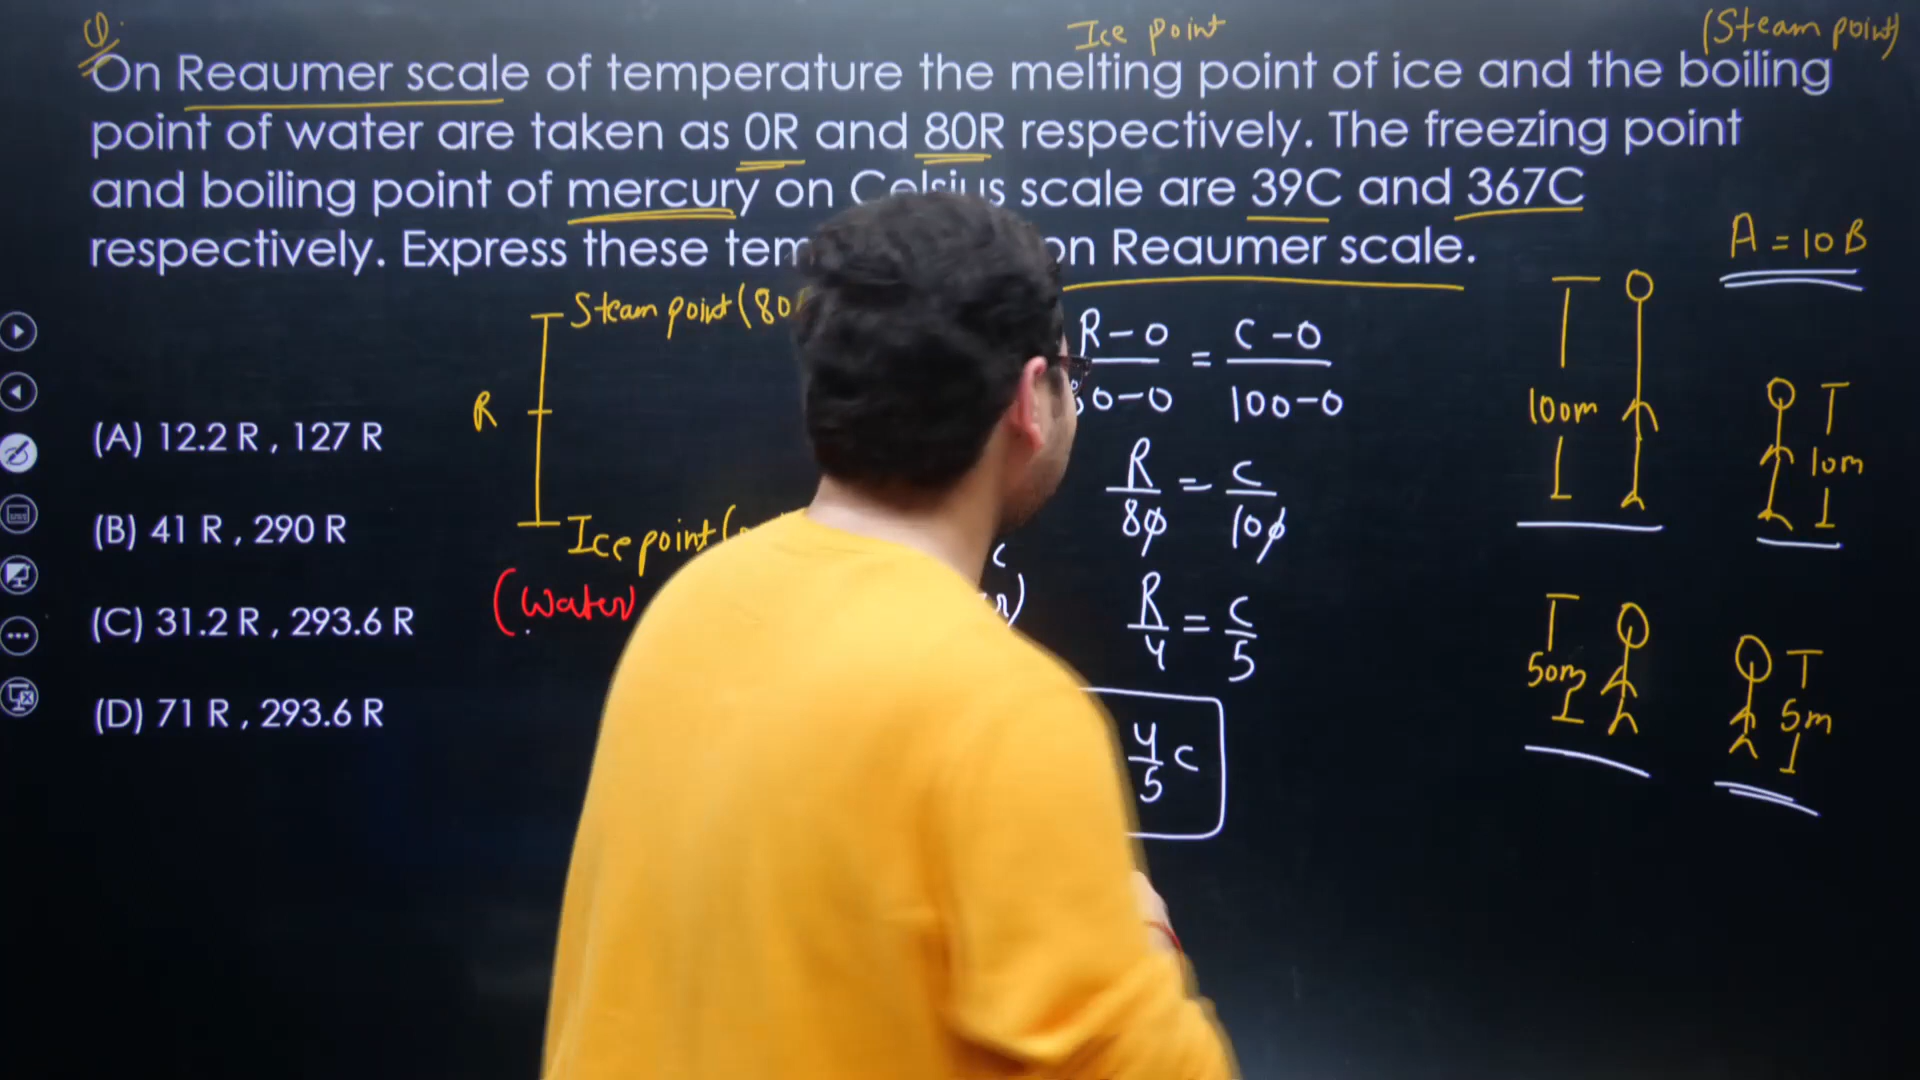 Q.
Ice point
(Steam point)
On Reaumer scale of temperature the melting point of ice and the boiling
point of water are taken as 0R and 80R respectively. The freezing point
and boiling point of mercury on Celsius scale are 39C and 367C
respectively. Express these on Reaumer scale.
A = 10 B
Steam point (80
R
Ice point (
(water
R - 0 = C - 0
0 - 0 100 - 0
R = C
80 100
R = C
4 5
4
5 C
(A) 12.2 R , 127 R
(B) 41 R , 290 R
(C) 31.2 R , 293.6 R
(D) 71 R , 293.6 R
100m
10m
50m
5m